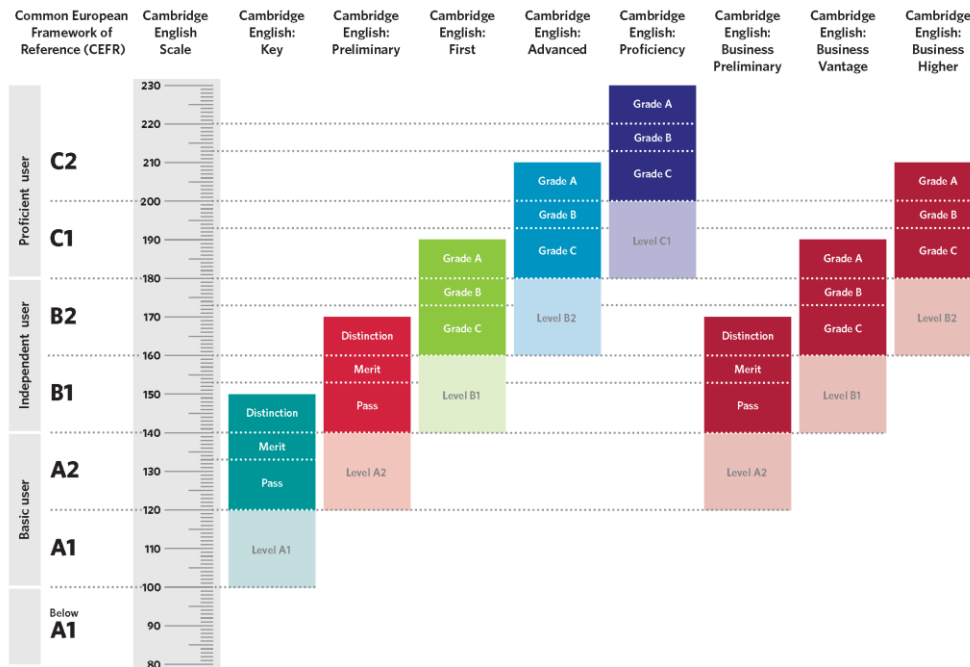 Common European
Framework of
Reference (CEFR)
Cambridge
English
Scale
Cambridge
English:
Key
Cambridge
English:
Preliminary
Cambridge
English:
First
Cambridge
English:
Advanced
Cambridge
English:
Proficiency
Cambridge
English:
Business
Preliminary
Cambridge
English:
Business
Vantage
Cambridge
English:
Business
Higher
Proficient user
Independent user
Basic user
C2
C1
B2
B1
A2
A1
Below
A1
230
220
210
200
190
180
170
160
150
140
130
120
110
100
90
80
Distinction
Merit
Pass
Level A1
Distinction
Merit
Pass
Level A2
Grade A
Grade B
Grade C
Level B1
Grade A
Grade B
Grade C
Level B2
Grade A
Grade B
Grade C
Level C1
Distinction
Merit
Pass
Level A2
Grade A
Grade B
Grade C
Level B1
Grade A
Grade B
Grade C
Level B2